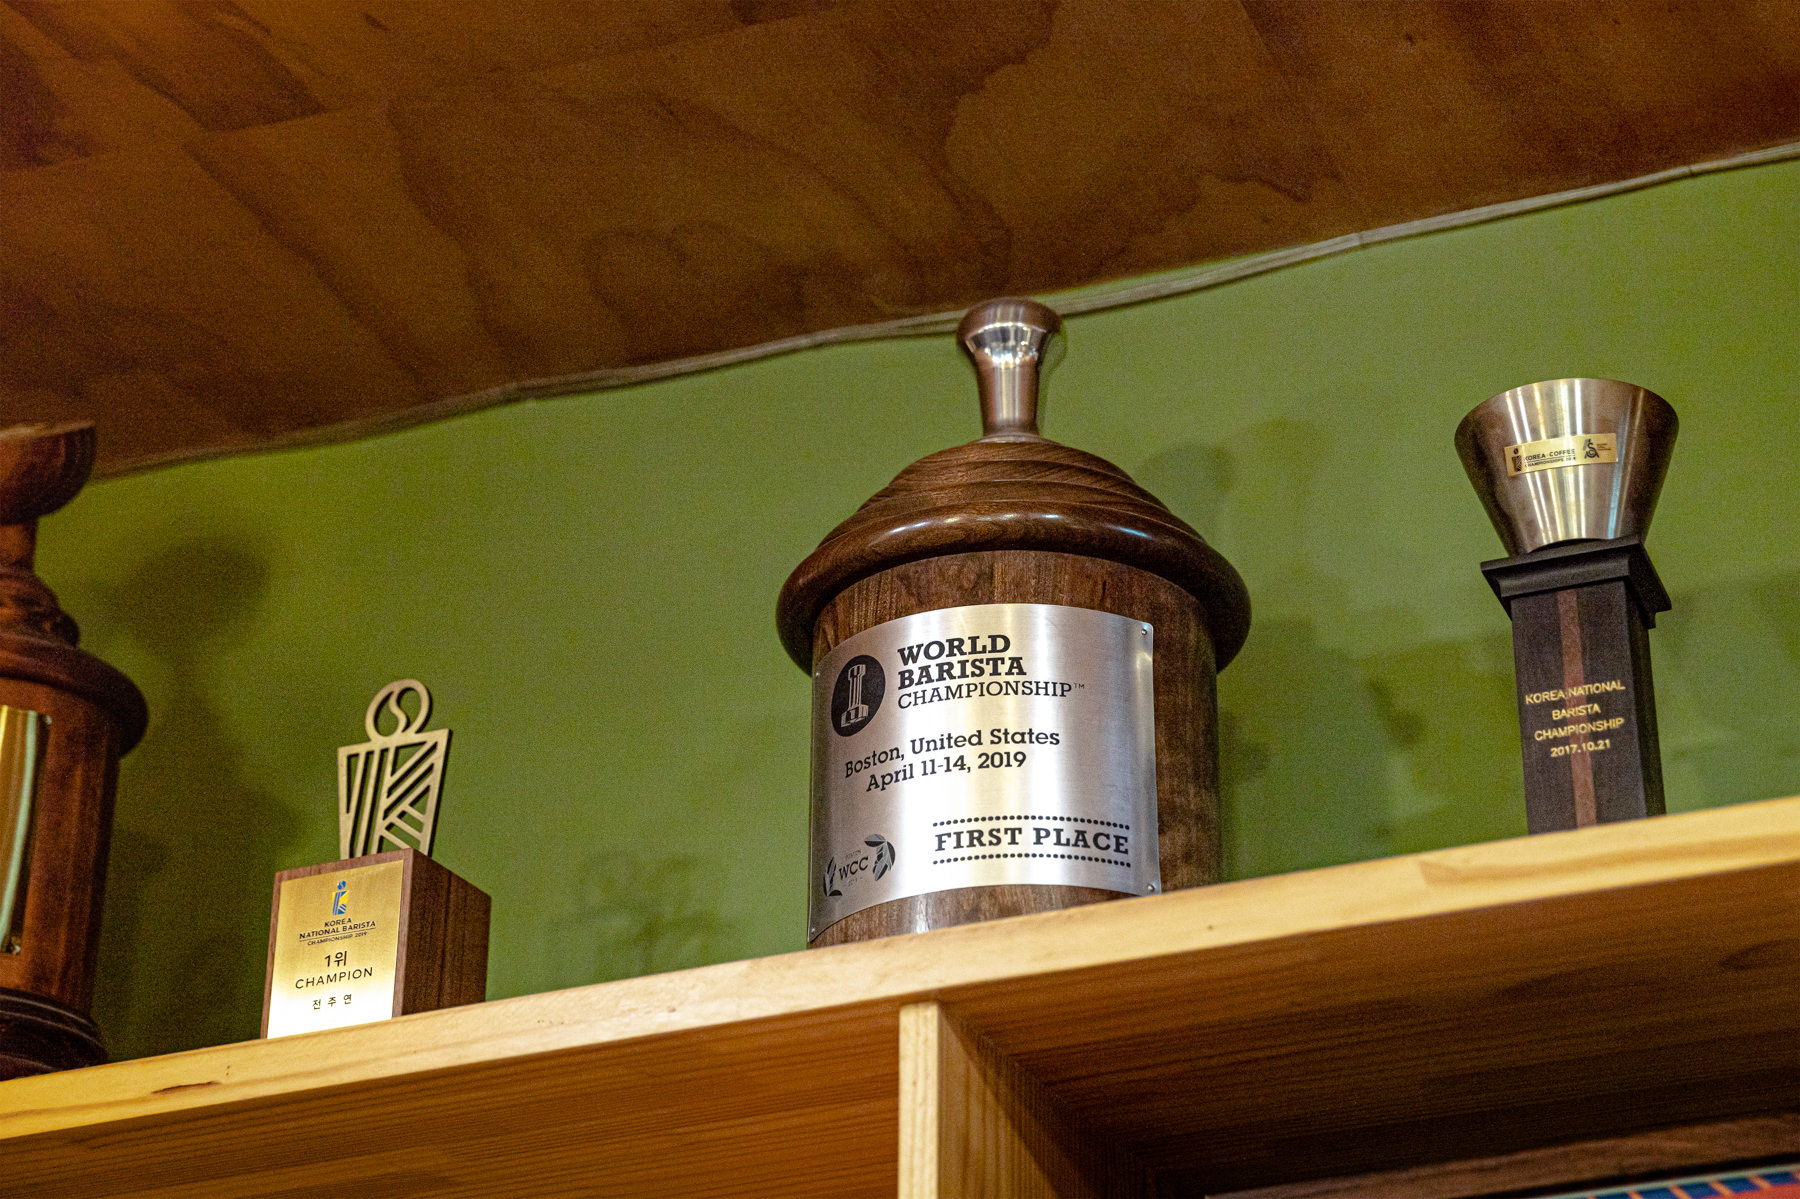 KOREA
NATIONAL BARISTA
CHAMPIONSHIP 2019
1위
CHAMPION
전주연
WORLD
BARISTA
CHAMPIONSHIP™
Boston, United States
April 11-14, 2019
FIRST PLACE
WCC
KOREA COFFEE
CHAMPIONSHIPS
KOREA NATIONAL
BARISTA
CHAMPIONSHIP
2017.10.21